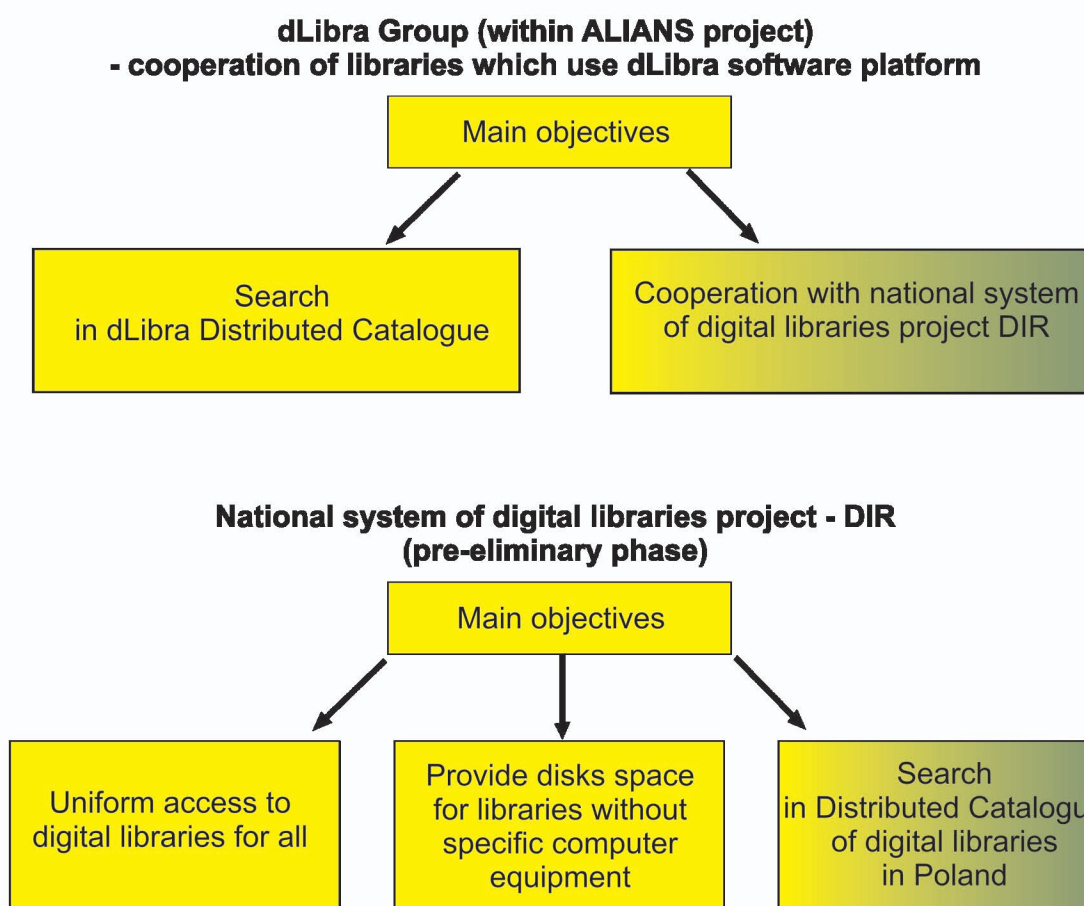 dLibra Group (within ALIANS project)
- cooperation of libraries which use dLibra software platform
Main objectives
Search
in dLibra Distributed Catalogue
Cooperation with national system
of digital libraries project DIR
National system of digital libraries project - DIR
(pre-eliminary phase)
Main objectives
Uniform access to
digital libraries for all
Provide disks space
for libraries without
specific computer
equipment
Search
in Distributed Catalogu
of digital libraries
in Poland